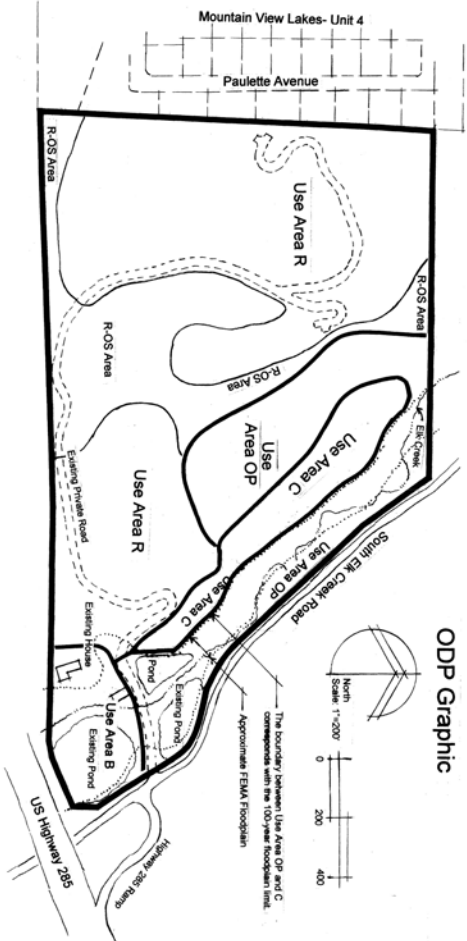 Mountain View Lakes- Unit 4
Paulette Avenue
R-OS Area
Use Area R
R-OS Area
R-OS Area
R-OS Area
Use
Area OP
Use Area C
Elk Creek
Existing Private Road
Use Area R
Use Area OP
South Elk Creek Road
Use Area C
Existing House
Pond
Existing Pond
Use Area B
Existing Pond
US Highway 285
Highway 285 Ramp
ODP Graphic
North
Scale: 1"=200'
0
200
400
The boundary between Use Area OP and C
corresponds with the 100-year floodplain limit.
Approximate FEMA Floodplain